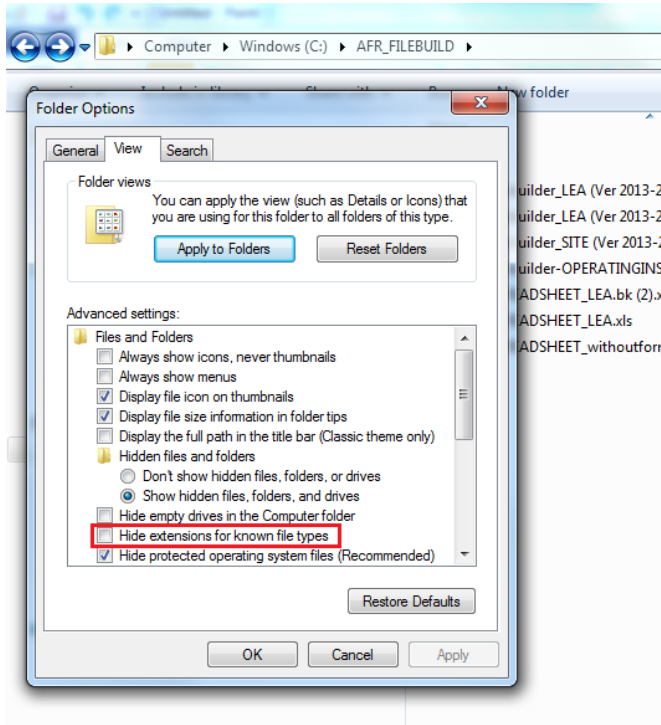 Computer ▸ Windows (C:) ▸ AFR_FILEBUILD ▸
w folder
Folder Options
General View Search
Folder views
You can apply the view (such as Details or Icons) that
you are using for this folder to all folders of this type.
Apply to Folders Reset Folders
Advanced settings:
Files and Folders
Always show icons, never thumbnails
Always show menus
Display file icon on thumbnails
Display file size information in folder tips
Display the full path in the title bar (Classic theme only)
Hidden files and folders
Don't show hidden files, folders, or drives
Show hidden files, folders, and drives
Hide empty drives in the Computer folder
Hide extensions for known file types
Hide protected operating system files (Recommended)
Restore Defaults
OK Cancel Apply
uilder_LEA (Ver 2013-2
uilder_LEA (Ver 2013-2
uilder_SITE (Ver 2013-2
uilder-OPERATINGINS
ADSHEET_LEA.bk (2).x
ADSHEET_LEA.xls
ADSHEET_withoutfor